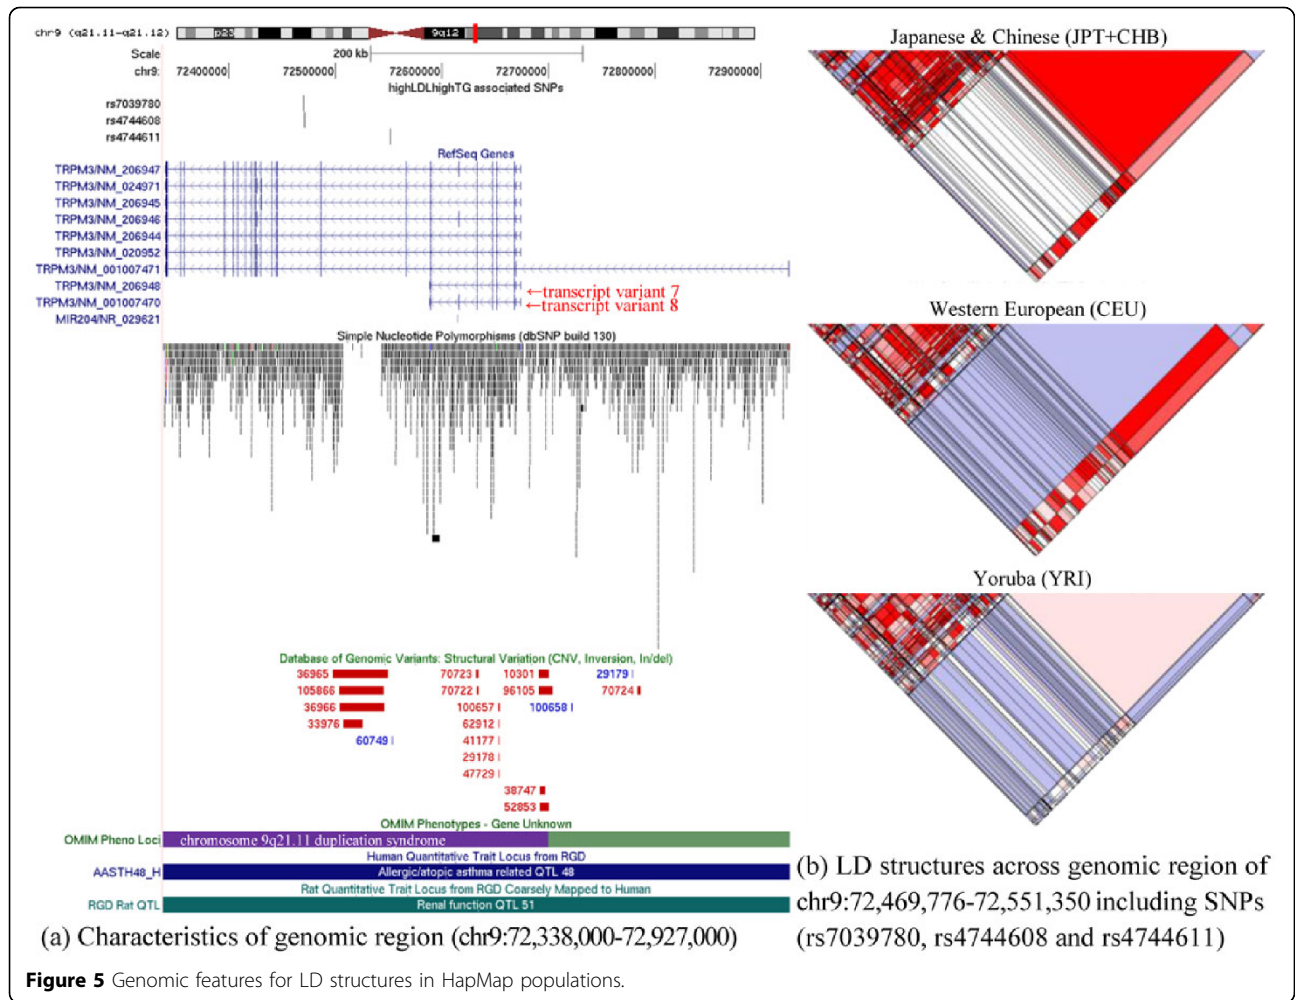 chr9 (q21.11-q21.12) p23 9q12
Scale 200 kb
chr9: 72400000 72500000 72600000 72700000 72800000 72900000
highLDLhighTG associated SNPs
rs7039780
rs4744608
rs4744611
RefSeq Genes
TRPM3/NM_206947
TRPM3/NM_024971
TRPM3/NM_206945
TRPM3/NM_206946
TRPM3/NM_206944
TRPM3/NM_020952
TRPM3/NM_001007471
TRPM3/NM_206948 ←transcript variant 7
TRPM3/NM_001007470 ←transcript variant 8
MIR204/NR_029621
Simple Nucleotide Polymorphisms (dbSNP build 130)
Database of Genomic Variants: Structural Variation (CNV, Inversion, In/del)
36965 70723 10301 29179
105866 70722 96105 70724
36966 100657 100658
33976 62912
60749 41177
29178
47729
38747
52853
OMIM Phenotypes - Gene Unknown
OMIM Pheno Loci chromosome 9q21.11 duplication syndrome
Human Quantitative Trait Locus from RGD
AASTH48_H Allergic/atopic asthma related QTL 48
Rat Quantitative Trait Locus from RGD Coarsely Mapped to Human
RGD Rat QTL Renal function QTL 51
(a) Characteristics of genomic region (chr9:72,338,000-72,927,000)
Japanese & Chinese (JPT+CHB)
Western European (CEU)
Yoruba (YRI)
(b) LD structures across genomic region of
chr9:72,469,776-72,551,350 including SNPs
(rs7039780, rs4744608 and rs4744611)
Figure 5 Genomic features for LD structures in HapMap populations.